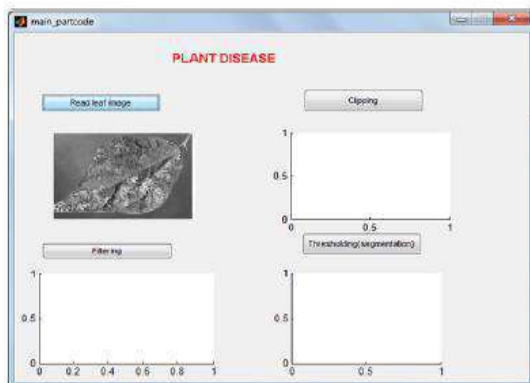 main_partcode
PLANT DISEASE
Read leaf image
Clipping
1
0.5
0
0 0.5 1
Filtering
Thresholding(segmentation)
1
0.5
0
0 0.2 0.4 0.6 0.8 1
1
0.5
0
0 0.5 1